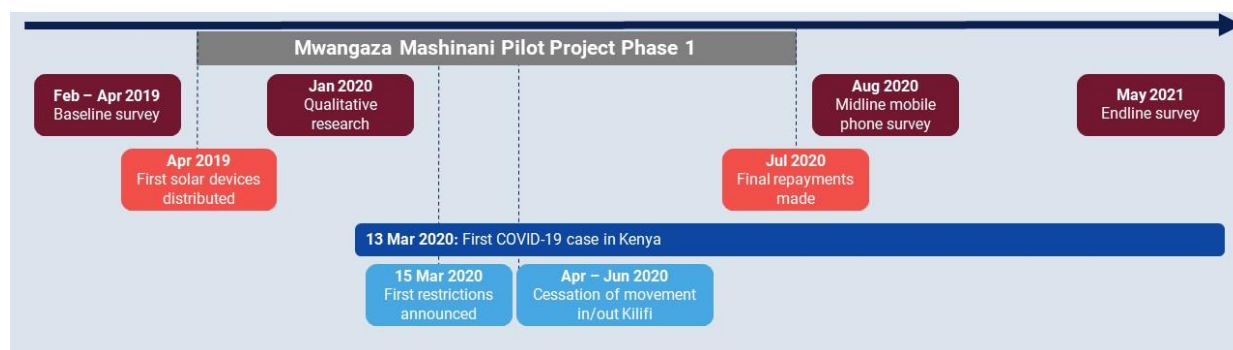 Mwangaza Mashinani Pilot Project Phase 1
Feb – Apr 2019
Baseline survey
Jan 2020
Qualitative
research
Aug 2020
Midline mobile
phone survey
May 2021
Endline survey
Apr 2019
First solar devices
distributed
Jul 2020
Final repayments
made
13 Mar 2020: First COVID-19 case in Kenya
15 Mar 2020
First restrictions
announced
Apr – Jun 2020
Cessation of movement
in/out Kilifi